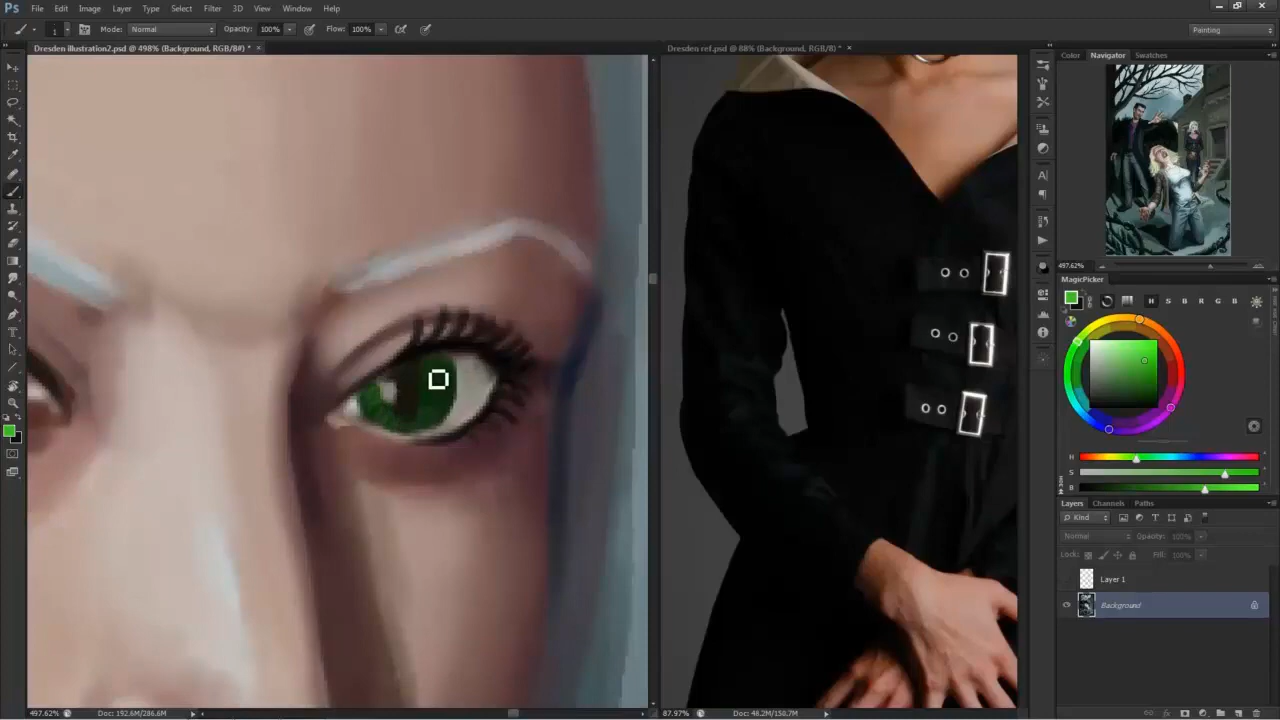 Ps File Edit Image Layer Type Select Filter 3D View Window Help
1 Mode: Normal Opacity: 100% Flow: 100% Painting
Dresden illustration2.psd @ 498% (Background, RGB/8#) * ×
Dresden ref.psd @ 88% (Background, RGB/8) * ×
Color Navigator Swatches
497.62%
MagicPicker
H S B R G B
H
S
B
Layers Channels Paths
Kind
Normal Opacity: 100%
Lock: Fill: 100%
Layer 1
Background
497.62% Doc: 192.6M/286.6M
87.97% Doc: 48.2M/158.7M